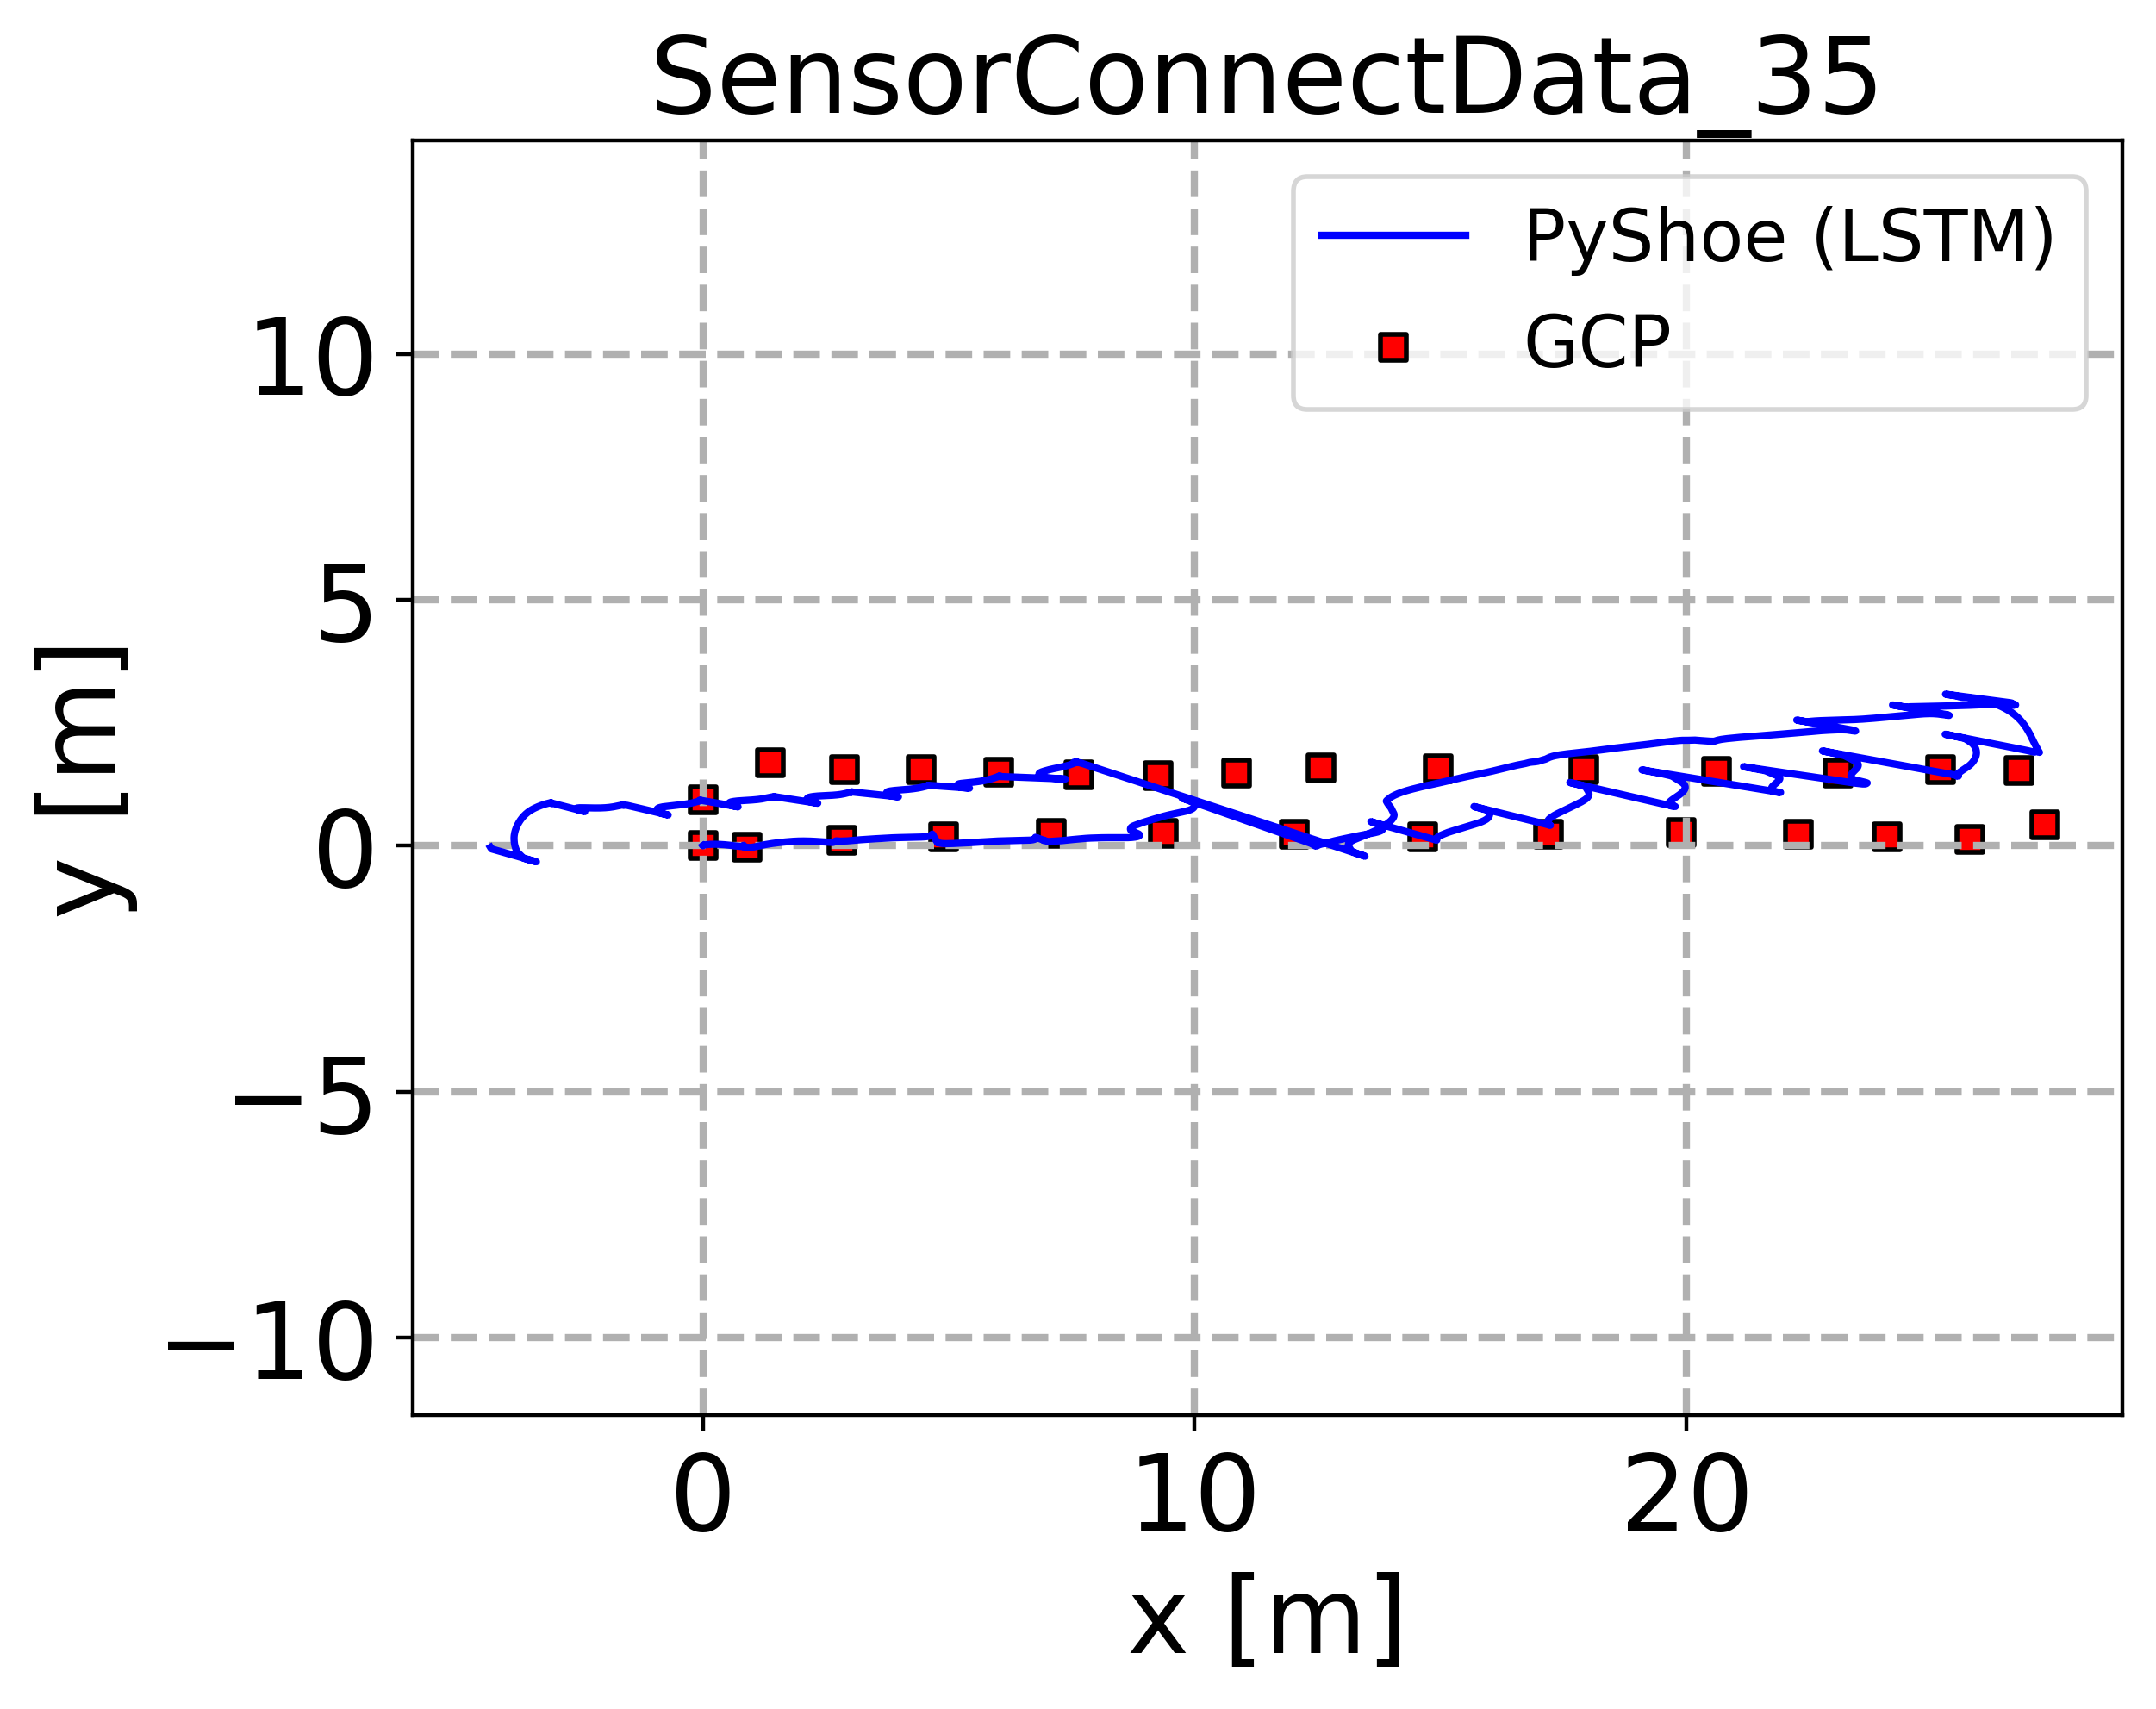 SensorConnectData_35
PyShoe (LSTM)
GCP
10
5
0
−5
−10
y [m]
0 10 20
x [m]